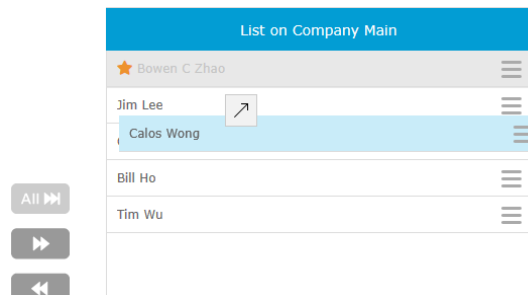 List on Company Main
Bowen C Zhao
Jim Lee
Calos Wong
Bill Ho
Tim Wu
All